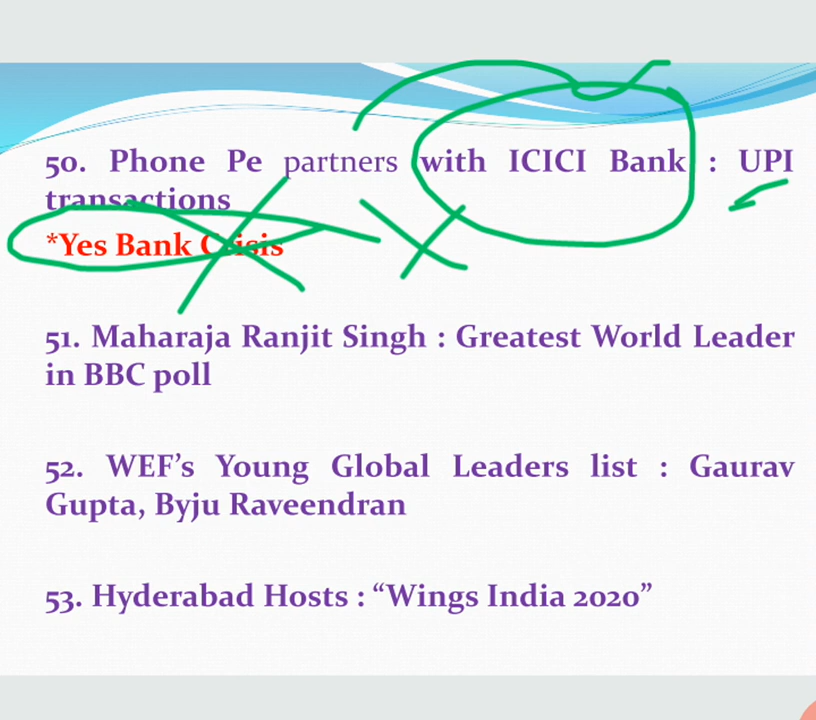 50. Phone Pe partners with ICICI Bank : UPI
transactions
*Yes Bank Crisis
51. Maharaja Ranjit Singh : Greatest World Leader
in BBC poll
52. WEF’s Young Global Leaders list : Gaurav
Gupta, Byju Raveendran
53. Hyderabad Hosts : “Wings India 2020”